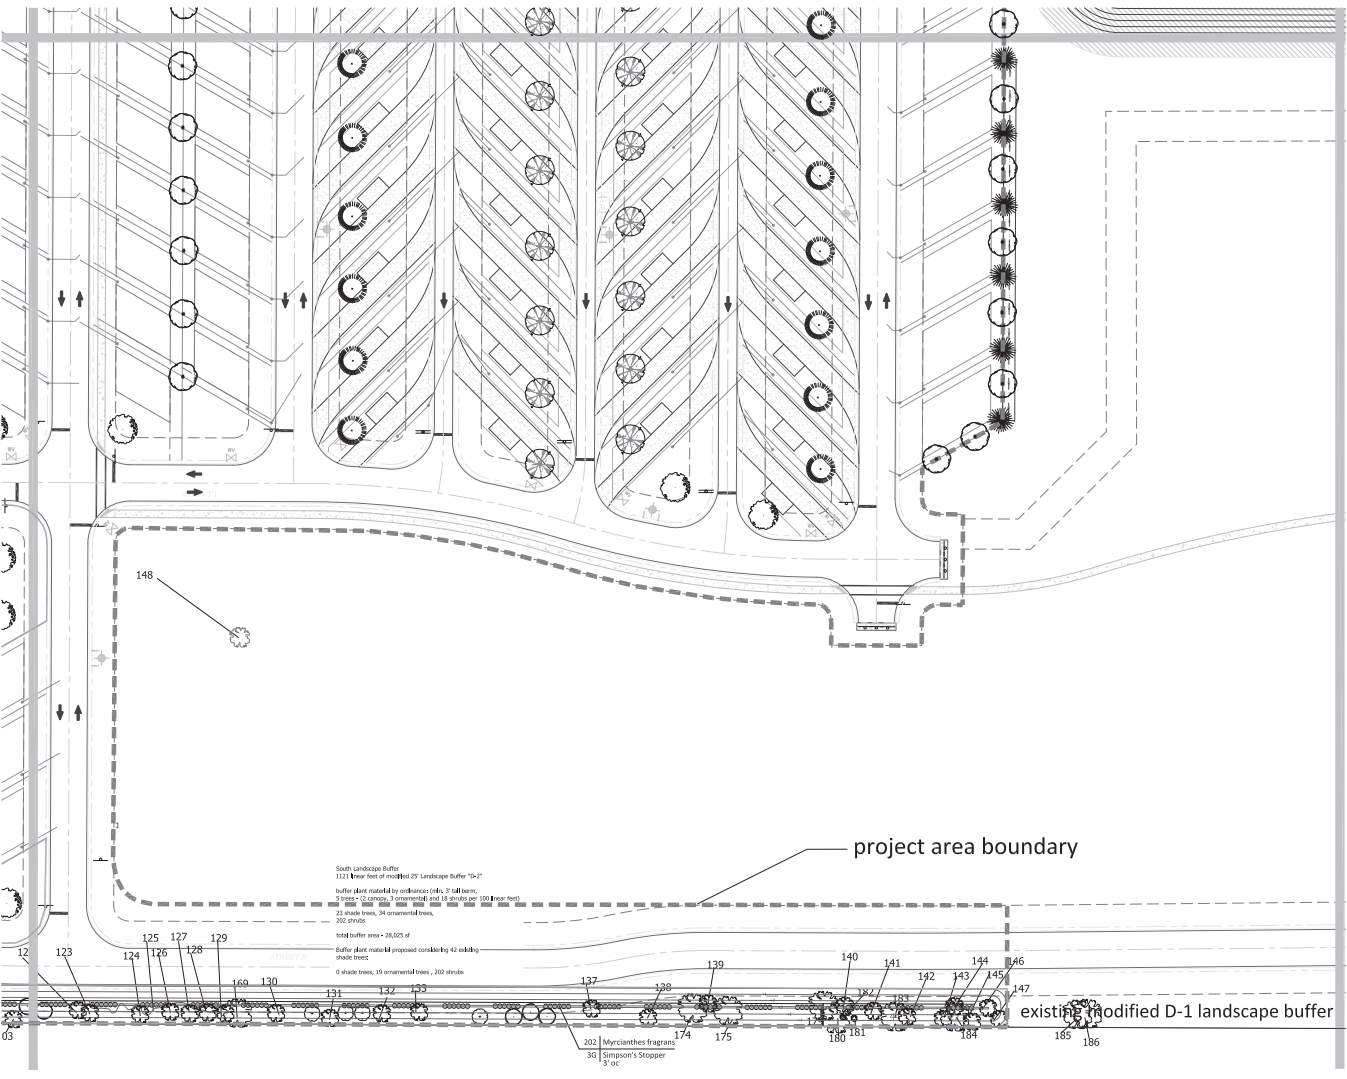 148
project area boundary
South Landscape Buffer
1121 linear feet of modified 25' Landscape Buffer "D-2"
buffer plant material by ordinance: (min. 3' tall berm,
5 trees - (2 canopy, 3 ornamental) and 18 shrubs per 100 linear feet)
23 shade trees, 34 ornamental trees,
202 shrubs
total buffer area - 28,025 sf
Buffer plant material proposed considering 42 existing
shade trees:
0 shade trees, 19 ornamental trees , 202 shrubs
12
123
124
125
126
127
128
129
169
130
131
132
133
137
138
139
174
175
140
141
182
183
142
143
144
145
146
147
180
181
184
existing modified D-1 landscape buffer
185
186
03
202 Myrcianthes fragrans
3G Simpson's Stopper
3' oc